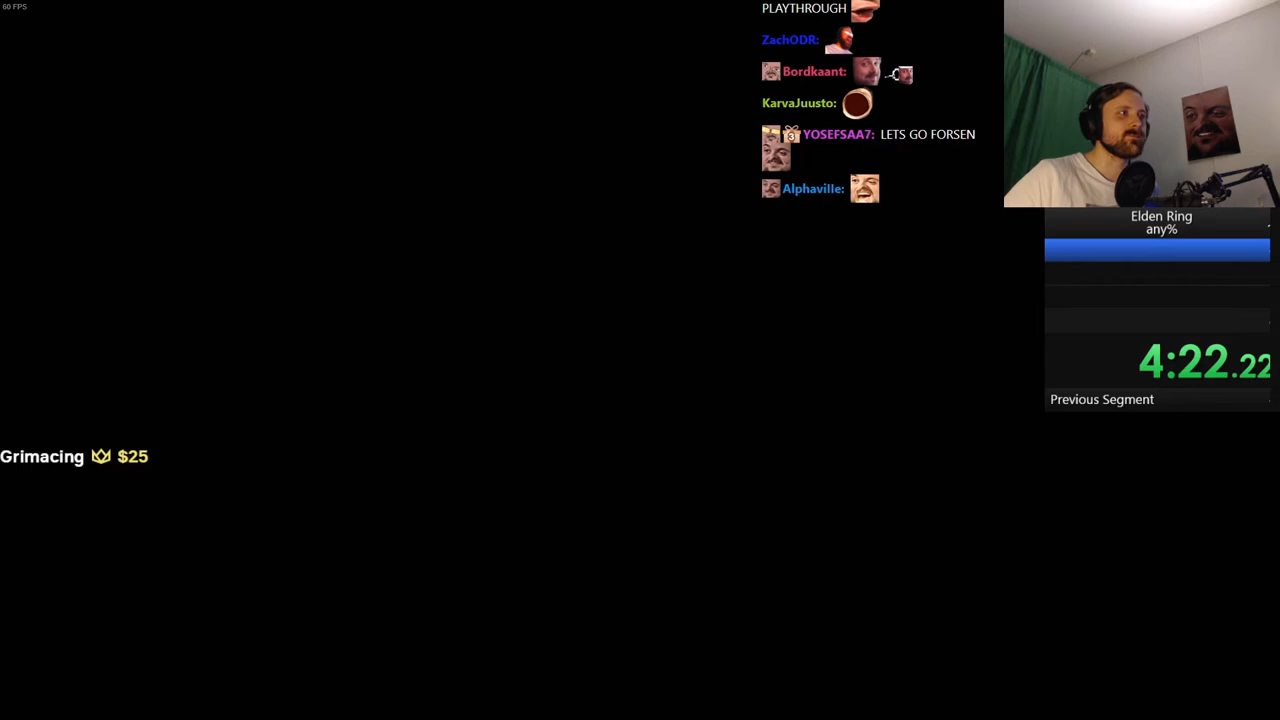 60 FPS
PLAYTHROUGH
ZachODR:
Bordkaant:
KarvaJuusto:
3 YOSEFSAA7: LETS GO FORSEN
Alphaville:
Elden Ring
any%
4:22.22
Previous Segment
Grimacing $25